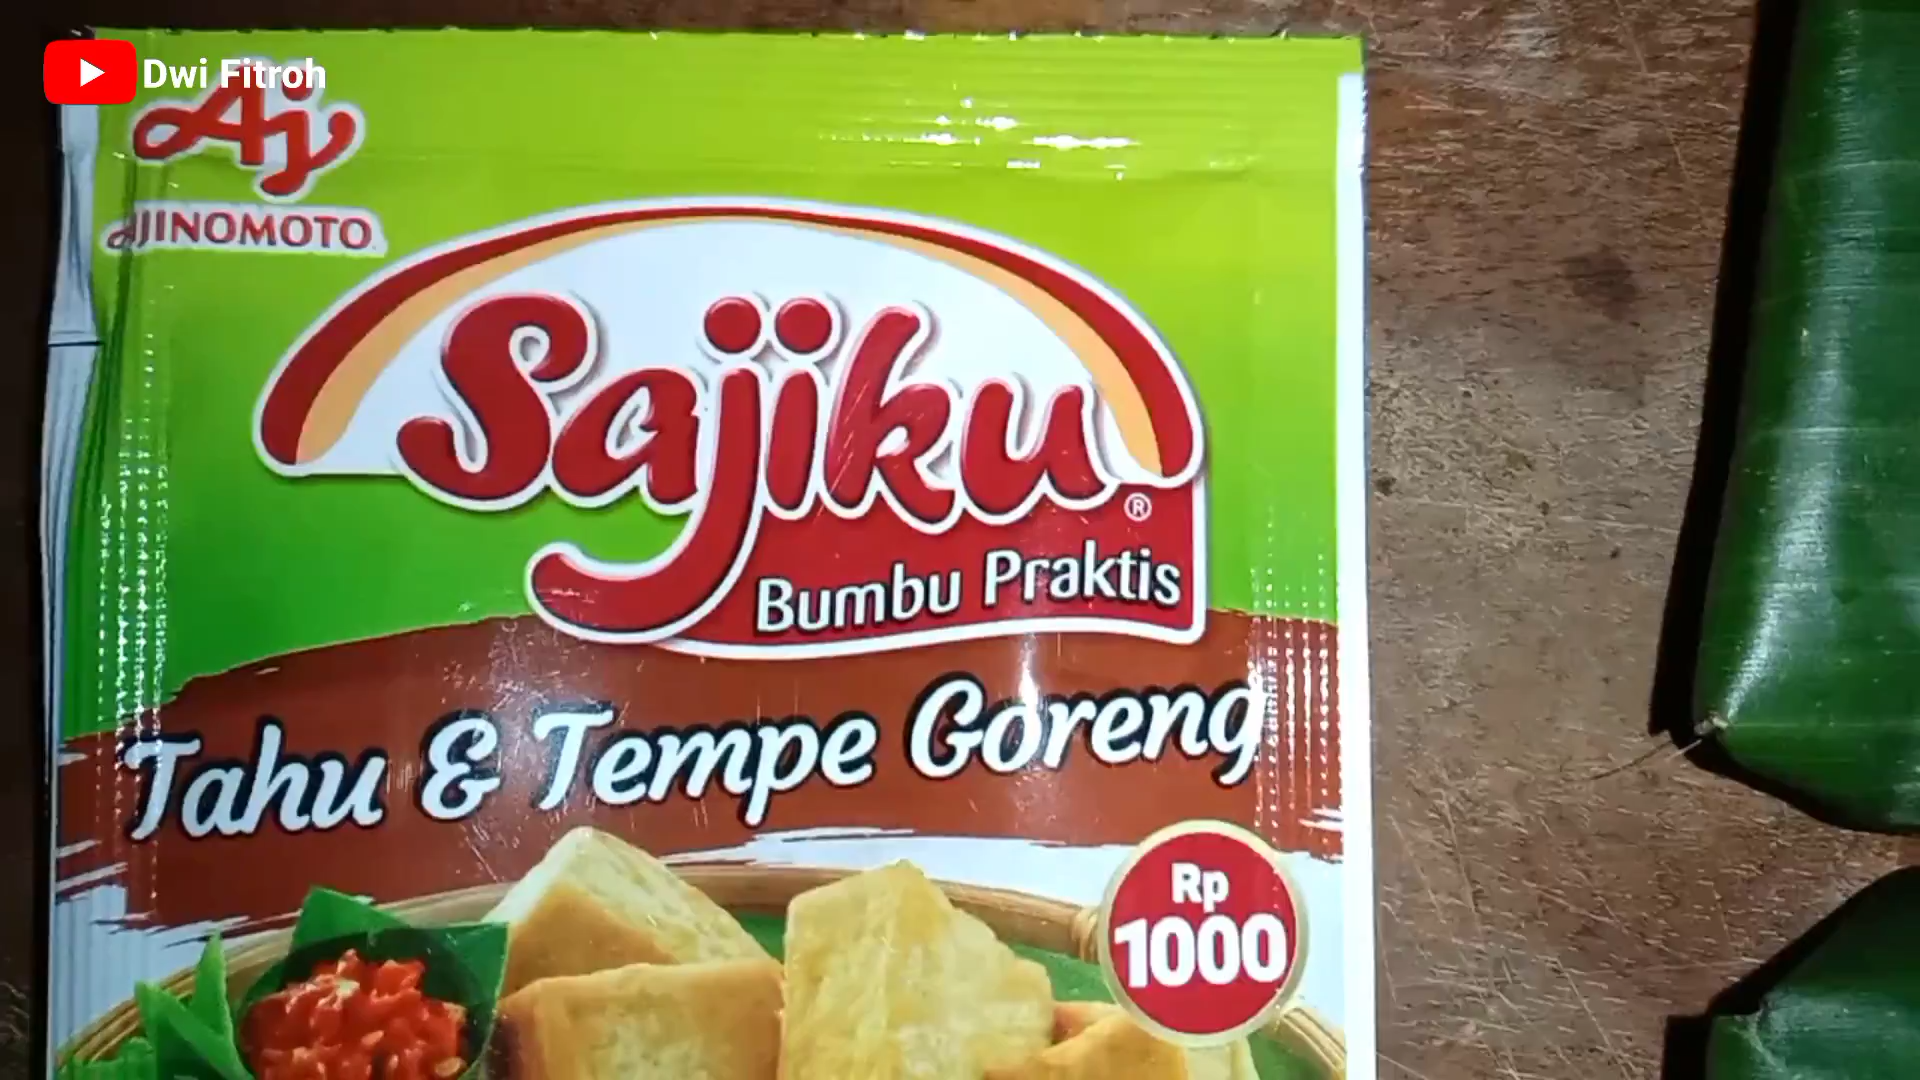 Dwi Fitroh
Aj
AJINOMOTO
Sajiku®
Bumbu Praktis
Tahu & Tempe Goreng
Rp
1000